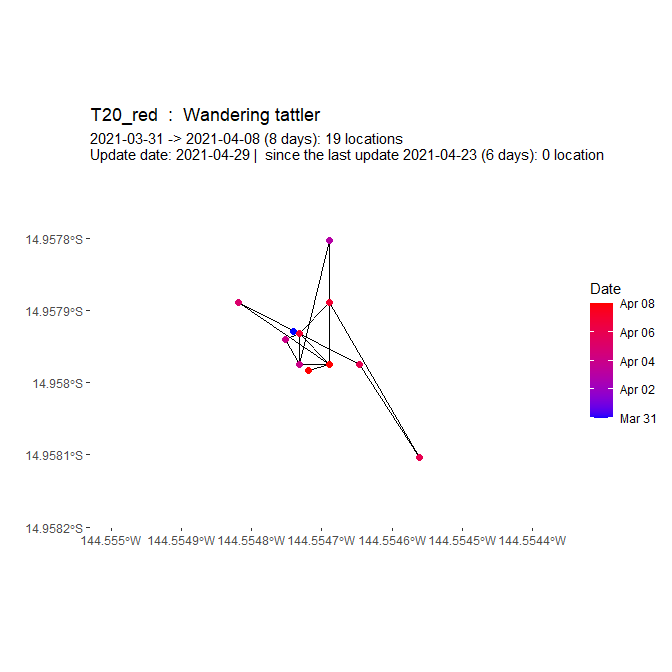 T20_red  :  Wandering tattler
2021-03-31 -> 2021-04-08 (8 days): 19 locations
Update date: 2021-04-29 |  since the last update 2021-04-23 (6 days): 0 location
14.9578°S
14.9579°S
14.958°S
14.9581°S
14.9582°S
144.555°W 144.5549°W 144.5548°W 144.5547°W 144.5546°W 144.5545°W 144.5544°W
Date
Apr 08
Apr 06
Apr 04
Apr 02
Mar 31